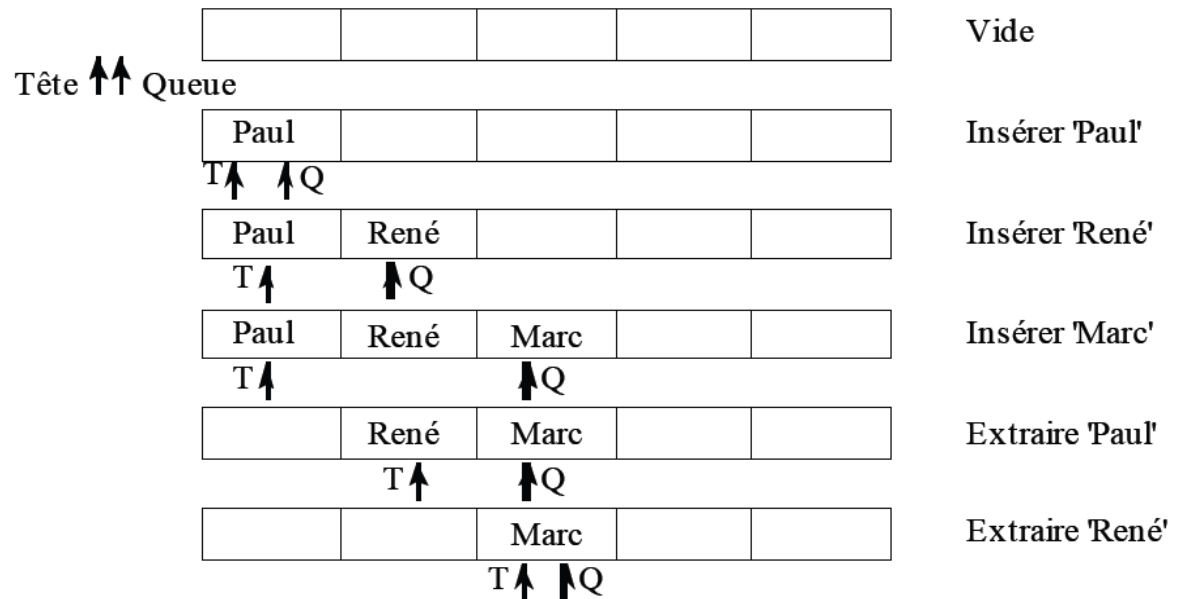 Vide
Tête Queue
Paul Insérer 'Paul'
T Q
Paul René Insérer 'René'
T Q
Paul René Marc Insérer 'Marc'
T Q
René Marc Extraire 'Paul'
T Q
Marc Extraire 'René'
T Q